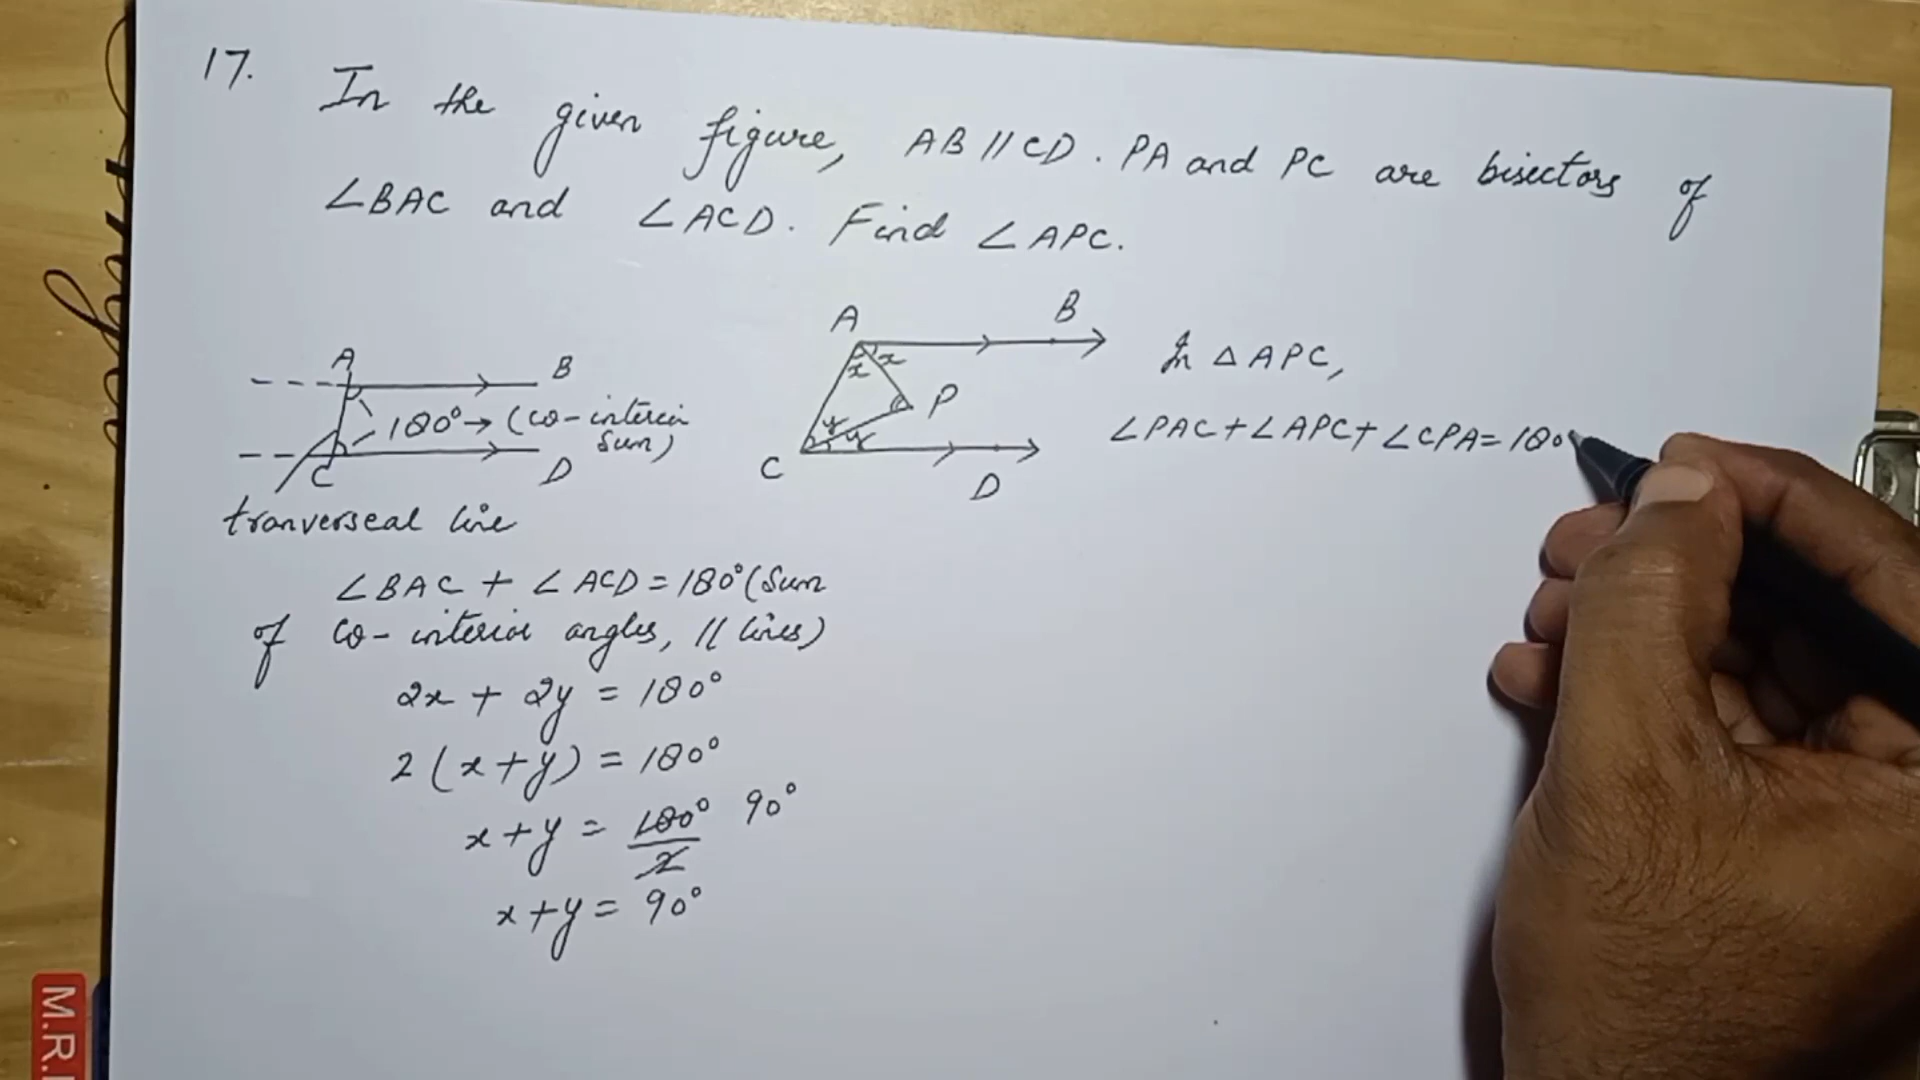 17. In the given figure, AB // CD. PA and PC are bisectors of
∠BAC and ∠ACD. Find ∠APC.
A B
180° → (co-interior
sum)
C D
tranverseal line
A B
x x
P
y y
C D
∠BAC + ∠ACD = 180° (Sum
of co-interior angles, // lines)
2x + 2y = 180°
2(x+y) = 180°
x+y = 180°/2 90°
x+y = 90°
In △APC,
∠PAC+∠APC+∠CPA=180
M.R.